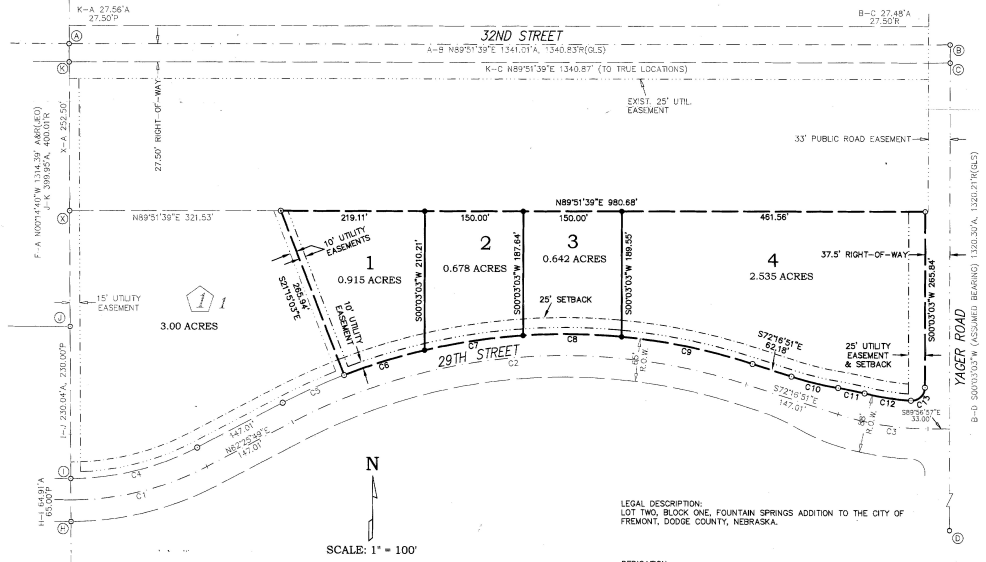 K-A 27.56'A
27.50'P
B-C 27.48'A
27.50'R
32ND STREET
A
B
A-B N89°51'39"E 1341.01'A, 1340.83'R(GLS)
K
C
K-C N89°51'39"E 1340.87' (TO TRUE LOCATIONS)
EXIST. 25' UTIL.
EASEMENT
F-A N00°14'40"W 1314.39' A&R(JEO)
J-K 399.95'A, 400.01'R
X-A 252.50'
27.50' RIGHT-OF-WAY
33' PUBLIC ROAD EASEMENT
B-D S00°03'03"W (ASSUMED BEARING) 1320.30'A, 1320.21'R(GLS)
X
N89°51'39"E 321.53'
N89°51'39"E 980.68'
219.11'
150.00'
150.00'
461.56'
10' UTILITY
EASEMENTS
S21°15'03"E
265.94'
10' UTILITY
EASEMENT
1
0.915 ACRES
S00°03'03"W 210.21'
2
0.678 ACRES
S00°03'03"W 187.64'
3
0.642 ACRES
S00°03'03"W 189.55'
4
2.535 ACRES
37.5' RIGHT-OF-WAY
S00°03'03"W 265.84'
YAGER ROAD
15' UTILITY
EASEMENT
1 1
3.00 ACRES
25' SETBACK
J
25' UTILITY
EASEMENT
& SETBACK
S72°16'51"E
62.18'
C6
C7
C8
C9
C10
C11
C12
C13
29TH STREET
C2
66'
R.O.W.
S72°16'51"E
147.01'
66'
R.O.W.
C3
S89°56'57"E
33.00'
C5
147.01'
N62°25'49"E
147.01'
C4
C1
I-J 230.04'A, 230.00'P
I
H-I 64.91'A
65.00'P
H
N
SCALE: 1" = 100'
LEGAL DESCRIPTION:
LOT TWO, BLOCK ONE, FOUNTAIN SPRINGS ADDITION TO THE CITY OF
FREMONT, DODGE COUNTY, NEBRASKA.
D